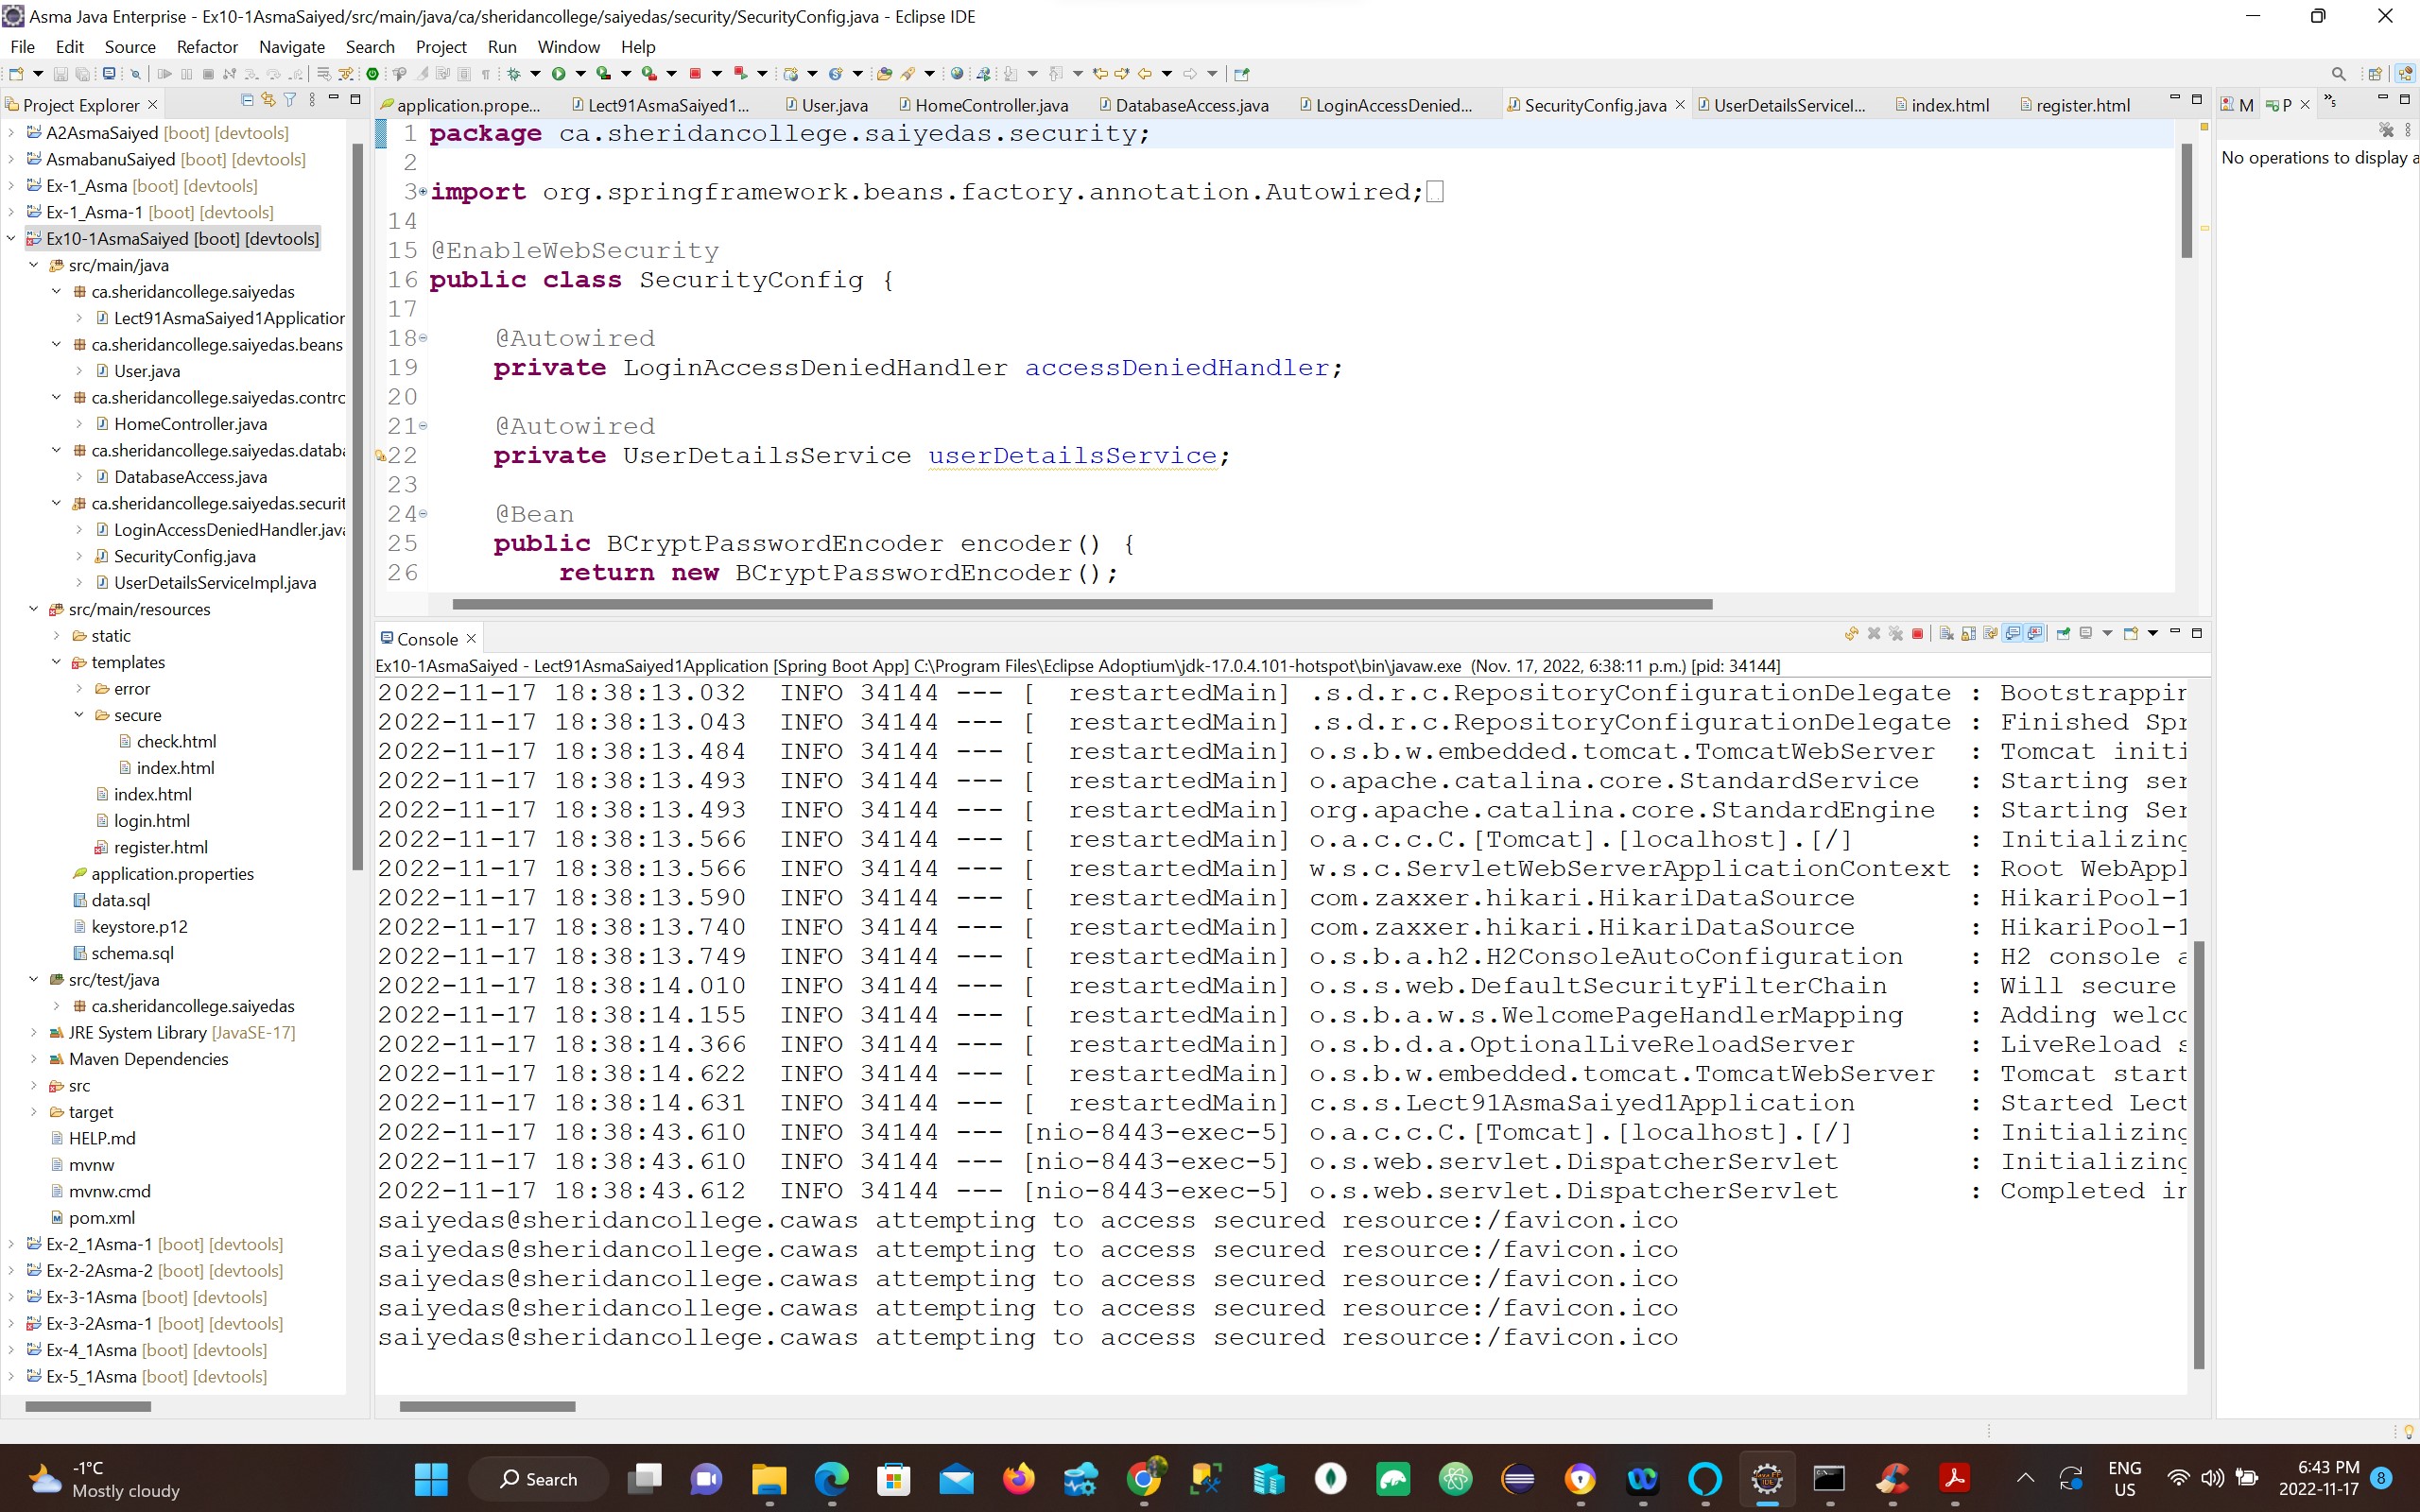 Asma Java Enterprise - Ex10-1AsmaSaiyed/src/main/java/ca/sheridancollege/saiyedas/security/SecurityConfig.java - Eclipse IDE
File Edit Source Refactor Navigate Search Project Run Window Help
Project Explorer
A2AsmaSaiyed [boot] [devtools]
AsmabanuSaiyed [boot] [devtools]
Ex-1_Asma [boot] [devtools]
Ex-1_Asma-1 [boot] [devtools]
Ex10-1AsmaSaiyed [boot] [devtools]
src/main/java
ca.sheridancollege.saiyedas
Lect91AsmaSaiyed1Application
ca.sheridancollege.saiyedas.beans
User.java
ca.sheridancollege.saiyedas.contro
HomeController.java
ca.sheridancollege.saiyedas.databa
DatabaseAccess.java
ca.sheridancollege.saiyedas.securit
LoginAccessDeniedHandler.java
SecurityConfig.java
UserDetailsServiceImpl.java
src/main/resources
static
templates
error
secure
check.html
index.html
index.html
login.html
register.html
application.properties
data.sql
keystore.p12
schema.sql
src/test/java
ca.sheridancollege.saiyedas
JRE System Library [JavaSE-17]
Maven Dependencies
src
target
HELP.md
mvnw
mvnw.cmd
pom.xml
Ex-2_1Asma-1 [boot] [devtools]
Ex-2-2Asma-2 [boot] [devtools]
Ex-3-1Asma [boot] [devtools]
Ex-3-2Asma-1 [boot] [devtools]
Ex-4_1Asma [boot] [devtools]
Ex-5_1Asma [boot] [devtools]
application.prope... Lect91AsmaSaiyed1... User.java HomeController.java DatabaseAccess.java LoginAccessDenied... SecurityConfig.java UserDetailsServiceI... index.html register.html
1 package ca.sheridancollege.saiyedas.security;
2
3 import org.springframework.beans.factory.annotation.Autowired;
14
15 @EnableWebSecurity
16 public class SecurityConfig {
17
18 @Autowired
19 private LoginAccessDeniedHandler accessDeniedHandler;
20
21 @Autowired
22 private UserDetailsService userDetailsService;
23
24 @Bean
25 public BCryptPasswordEncoder encoder() {
26 return new BCryptPasswordEncoder();
M P »5
No operations to display a
Console
Ex10-1AsmaSaiyed - Lect91AsmaSaiyed1Application [Spring Boot App] C:\Program Files\Eclipse Adoptium\jdk-17.0.4.101-hotspot\bin\javaw.exe (Nov. 17, 2022, 6:38:11 p.m.) [pid: 34144]
2022-11-17 18:38:13.032 INFO 34144 --- [ restartedMain] .s.d.r.c.RepositoryConfigurationDelegate : Bootstrappin
2022-11-17 18:38:13.043 INFO 34144 --- [ restartedMain] .s.d.r.c.RepositoryConfigurationDelegate : Finished Spr
2022-11-17 18:38:13.484 INFO 34144 --- [ restartedMain] o.s.b.w.embedded.tomcat.TomcatWebServer : Tomcat initi
2022-11-17 18:38:13.493 INFO 34144 --- [ restartedMain] o.apache.catalina.core.StandardService : Starting ser
2022-11-17 18:38:13.493 INFO 34144 --- [ restartedMain] org.apache.catalina.core.StandardEngine : Starting Ser
2022-11-17 18:38:13.566 INFO 34144 --- [ restartedMain] o.a.c.c.C.[Tomcat].[localhost].[/] : Initializing
2022-11-17 18:38:13.566 INFO 34144 --- [ restartedMain] w.s.c.ServletWebServerApplicationContext : Root WebAppl
2022-11-17 18:38:13.590 INFO 34144 --- [ restartedMain] com.zaxxer.hikari.HikariDataSource : HikariPool-1
2022-11-17 18:38:13.740 INFO 34144 --- [ restartedMain] com.zaxxer.hikari.HikariDataSource : HikariPool-1
2022-11-17 18:38:13.749 INFO 34144 --- [ restartedMain] o.s.b.a.h2.H2ConsoleAutoConfiguration : H2 console a
2022-11-17 18:38:14.010 INFO 34144 --- [ restartedMain] o.s.s.web.DefaultSecurityFilterChain : Will secure
2022-11-17 18:38:14.155 INFO 34144 --- [ restartedMain] o.s.b.a.w.s.WelcomePageHandlerMapping : Adding welco
2022-11-17 18:38:14.366 INFO 34144 --- [ restartedMain] o.s.b.d.a.OptionalLiveReloadServer : LiveReload s
2022-11-17 18:38:14.622 INFO 34144 --- [ restartedMain] o.s.b.w.embedded.tomcat.TomcatWebServer : Tomcat start
2022-11-17 18:38:14.631 INFO 34144 --- [ restartedMain] c.s.s.Lect91AsmaSaiyed1Application : Started Lect
2022-11-17 18:38:43.610 INFO 34144 --- [nio-8443-exec-5] o.a.c.c.C.[Tomcat].[localhost].[/] : Initializing
2022-11-17 18:38:43.610 INFO 34144 --- [nio-8443-exec-5] o.s.web.servlet.DispatcherServlet : Initializing
2022-11-17 18:38:43.612 INFO 34144 --- [nio-8443-exec-5] o.s.web.servlet.DispatcherServlet : Completed in
saiyedas@sheridancollege.cawas attempting to access secured resource:/favicon.ico
saiyedas@sheridancollege.cawas attempting to access secured resource:/favicon.ico
saiyedas@sheridancollege.cawas attempting to access secured resource:/favicon.ico
saiyedas@sheridancollege.cawas attempting to access secured resource:/favicon.ico
saiyedas@sheridancollege.cawas attempting to access secured resource:/favicon.ico
-1°C
Mostly cloudy
Search
ENG
US
6:43 PM
2022-11-17
8